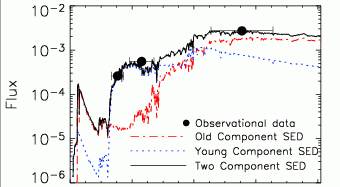 10⁻²
10⁻³
10⁻⁴
10⁻⁵
10⁻⁶
Flux
Observational data
Old Component SED
Young Component SED
Two Component SED